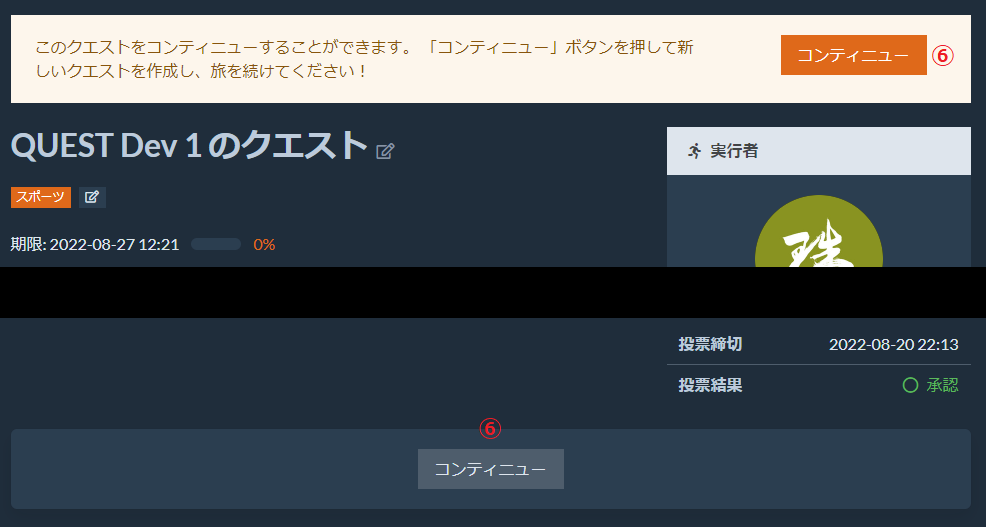 このクエストをコンティニューすることができます。 「コンティニュー」ボタンを押して新
しいクエストを作成し、旅を続けてください！
コンティニュー ⑥
QUEST Dev 1 のクエスト
スポーツ
期限: 2022-08-27 12:21 0%
実行者
珠
投票締切 2022-08-20 22:13
投票結果 承認
⑥
コンティニュー